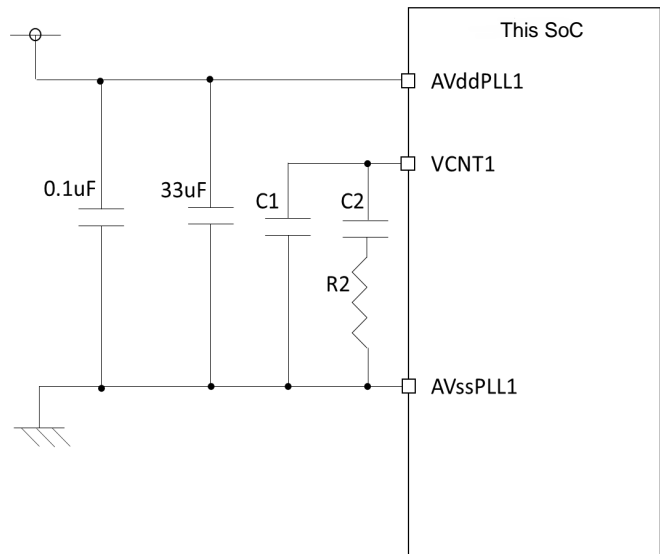 This SoC
AVddPLL1
VCNT1
0.1uF
33uF
C1
C2
R2
AVssPLL1